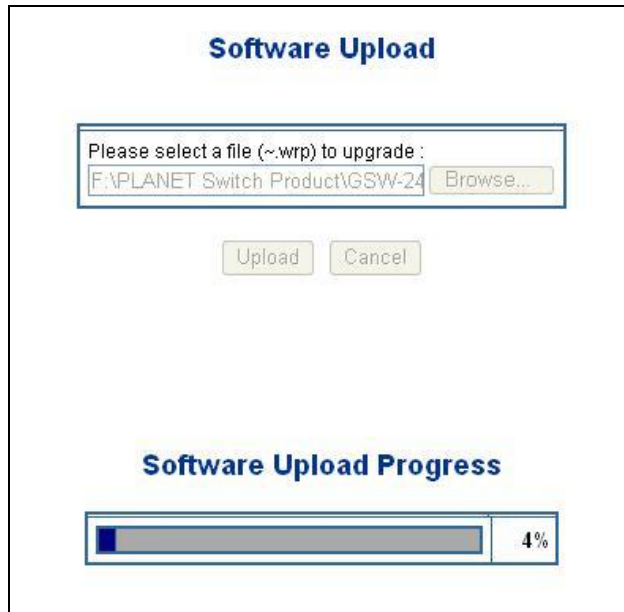 Software Upload
Please select a file (~.wrp) to upgrade :
F:\PLANET Switch Product\GSW-24 Browse...
Upload Cancel
Software Upload Progress
4%